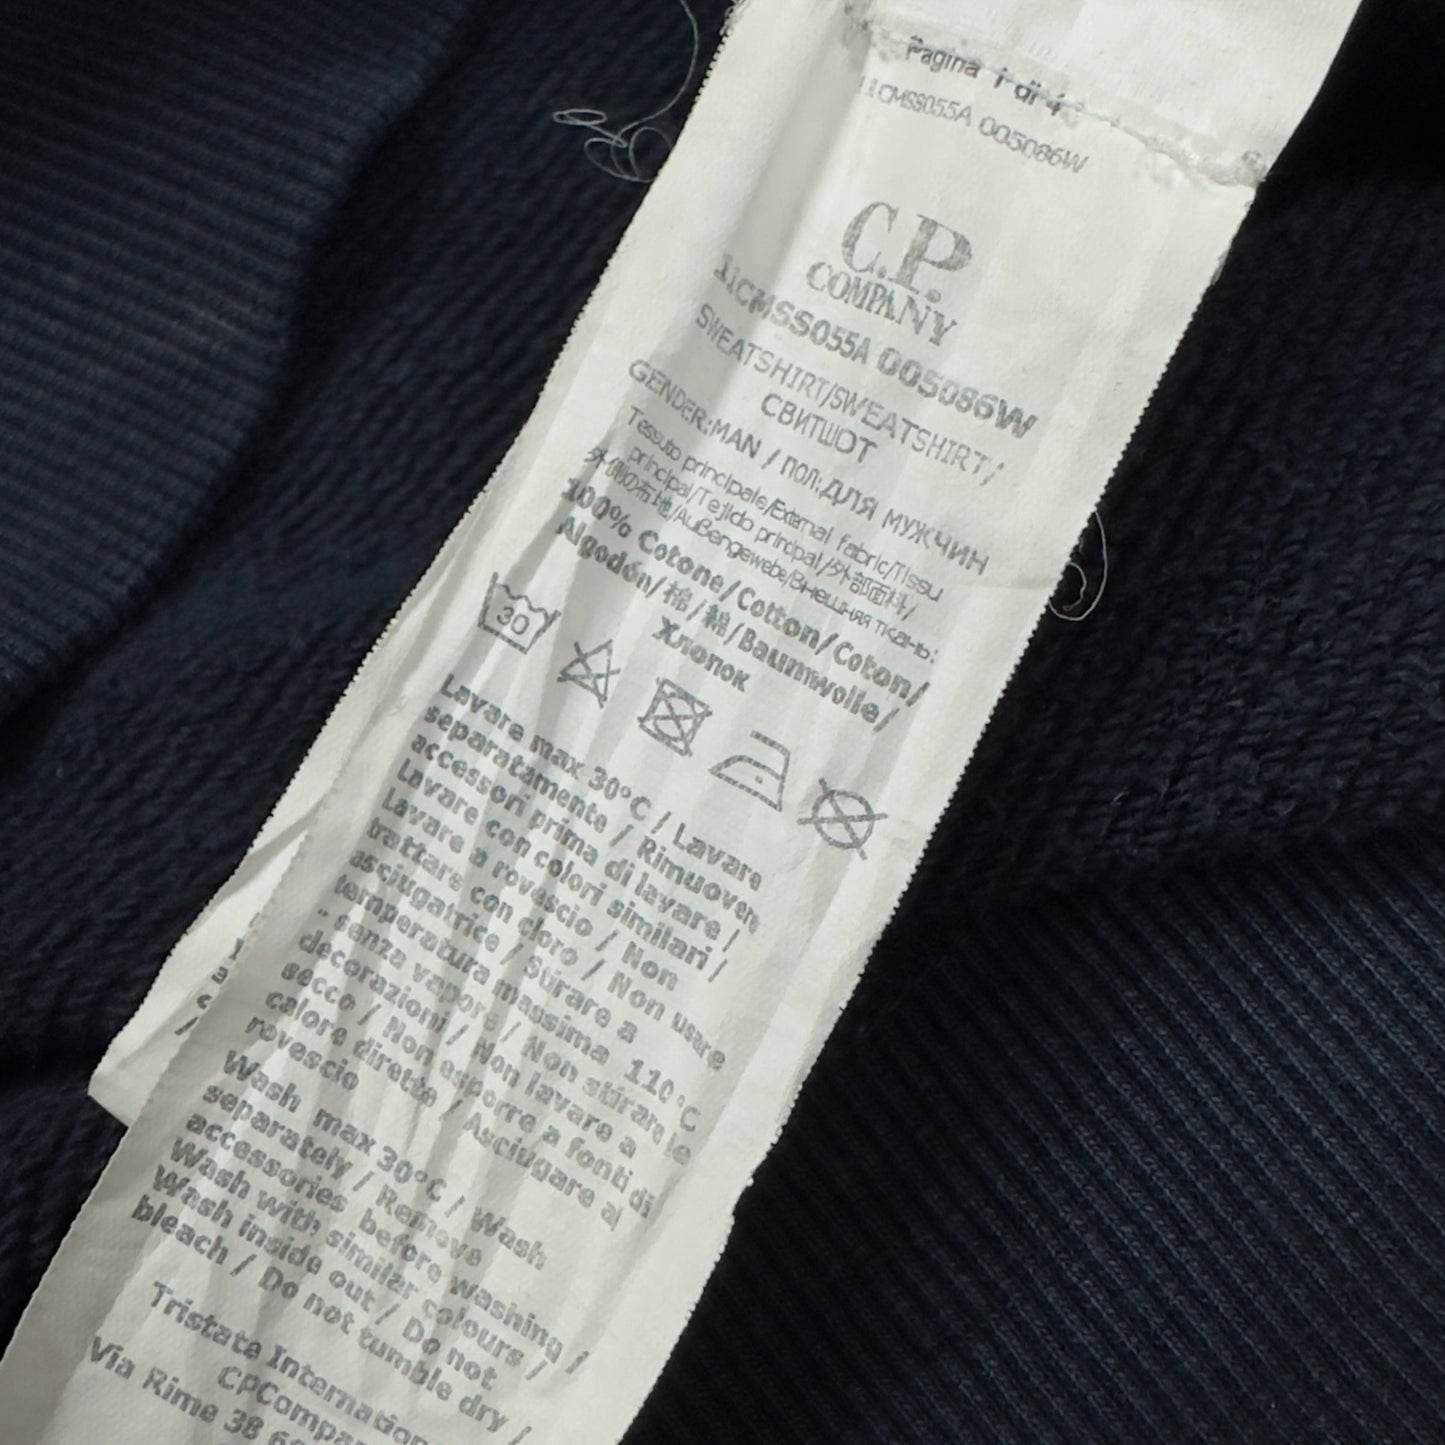 Pagina 1 di 4
11CMSS055A 005086W
C.P.
COMPANY
11CMSS055A 005086W
SWEATSHIRT/SWEATSHIRT/
СВИТШОТ
GENDER:MAN / ПОЛ:ДЛЯ МУЖЧИН
Tessuto principale/External fabric/Tissu
principal/Tejido principal/外部面料/
外側の布地/Außengewebe/Внешняя ткань:
100% Cotone/Cotton/Coton/
Algodón/棉/綿/Baumwolle/
Хлопок
30
Lavare max 30°C / Lavare
separatamente / Rimuovere
accessori prima di lavare /
Lavare con colori similari /
Lavare a rovescio / Non
trattare con cloro / Non usare
asciugatrice / Stirare a
temperatura massima 110°C
" senza vapore / Non stirare le
decorazioni / Non lavare a
secco / Non esporre a fonti di
calore dirette / Asciugare al
rovescio
Wash max 30°C / Wash
separately / Remove
accessories before washing /
Wash with similar colours /
Wash inside out / Do not
bleach / Do not tumble dry /
Tristate
CPCompany
Via Rime 38